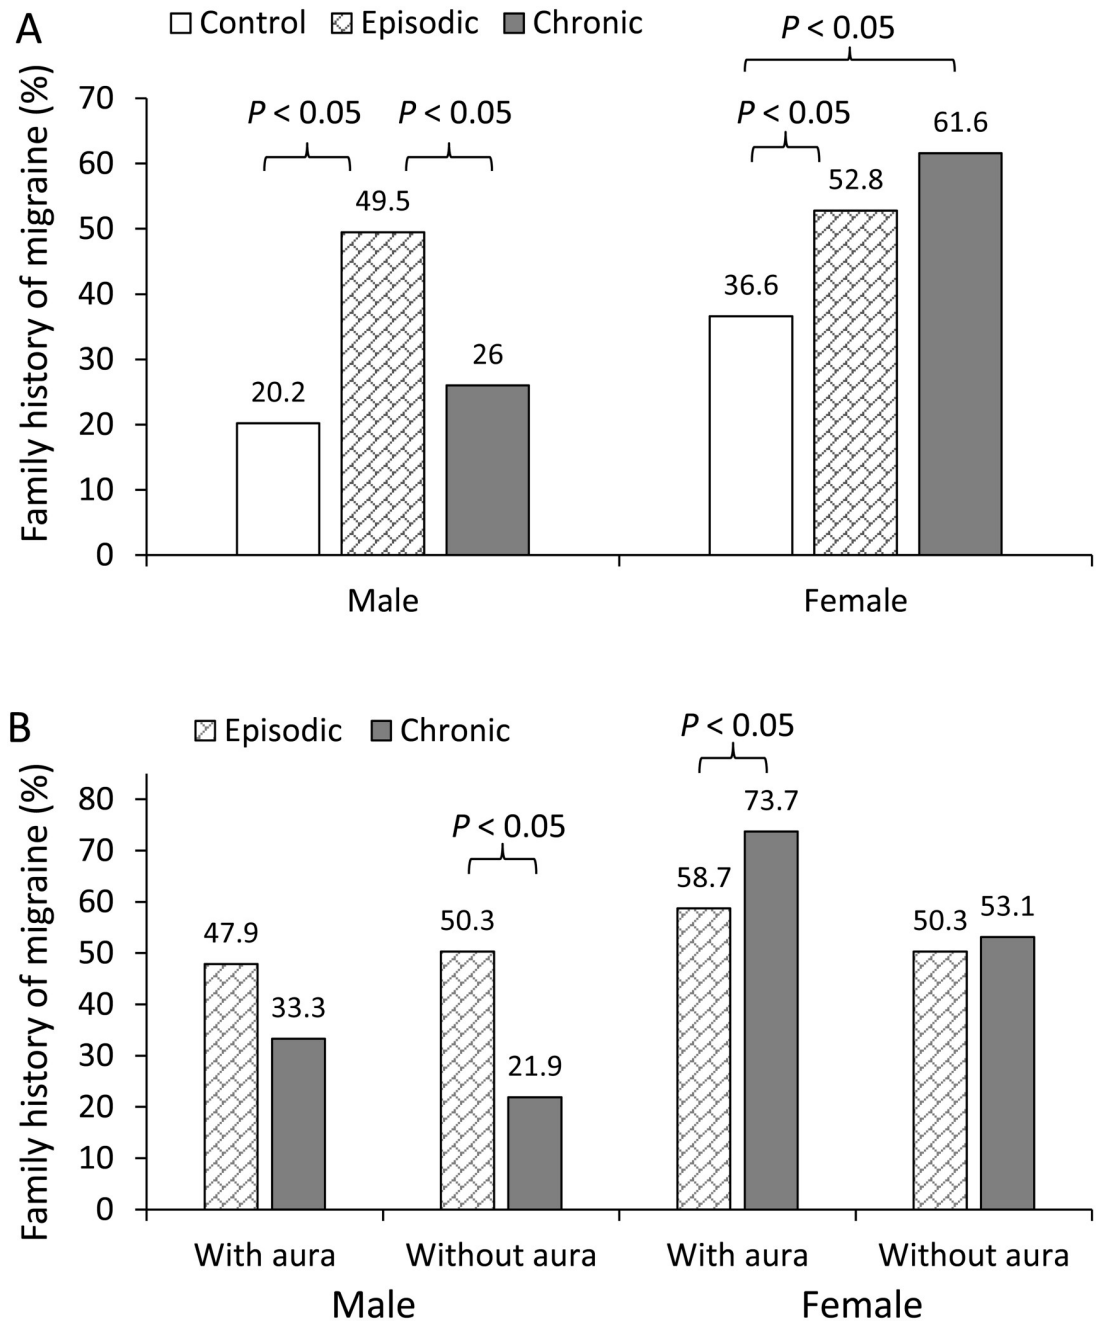 A
Control Episodic Chronic
P < 0.05
Family history of migraine (%)
70
60
50
40
30
20
10
0
P < 0.05 P < 0.05
P < 0.05
20.2
49.5
26
36.6
52.8
61.6
Male Female
B
Episodic Chronic
P < 0.05
Family history of migraine (%)
80
70
60
50
40
30
20
10
0
P < 0.05
47.9
33.3
50.3
21.9
58.7
73.7
50.3
53.1
With aura Without aura With aura Without aura
Male Female